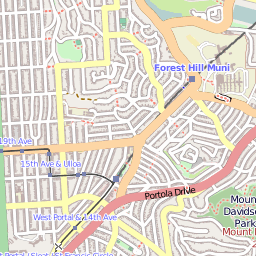 Forest Hill Muni
19th Ave
15th Ave & Ulloa
Portola Drive
West Portal & 14th Ave
Mount
Davidson
Park
Mount